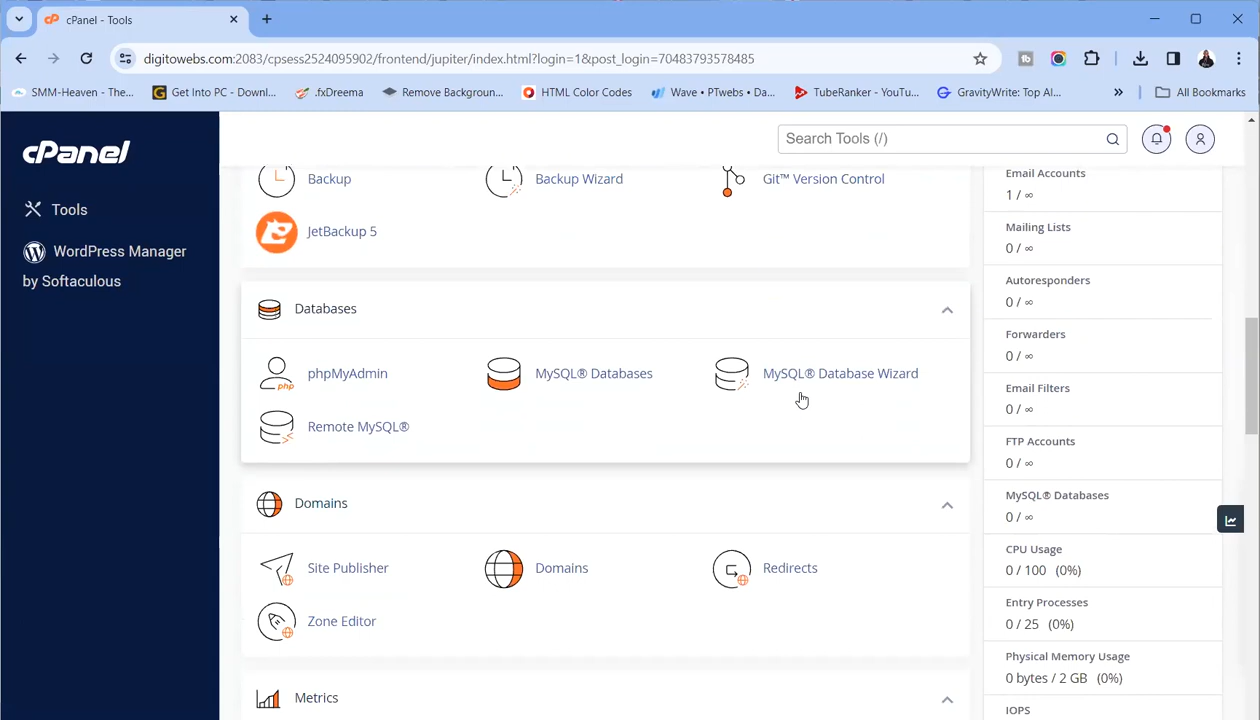 cPanel - Tools
digitowebs.com:2083/cpsess2524095902/frontend/jupiter/index.html?login=1&post_login=70483793578485
SMM-Heaven - The...
Get Into PC - Downl...
.fxDreema
Remove Backgroun...
HTML Color Codes
Wave • PTwebs • Da...
TubeRanker - YouT...
GravityWrite: Top Al...
»
All Bookmarks
cPanel
Search Tools (/)
Tools
WordPress Manager
by Softaculous
Backup
Backup Wizard
Git™ Version Control
JetBackup 5
Databases
phpMyAdmin
MySQL® Databases
MySQL® Database Wizard
Remote MySQL®
Domains
Site Publisher
Domains
Redirects
Zone Editor
Metrics
Email Accounts
1 / ∞
Mailing Lists
0 / ∞
Autoresponders
0 / ∞
Forwarders
0 / ∞
Email Filters
0 / ∞
FTP Accounts
0 / ∞
MySQL® Databases
0 / ∞
CPU Usage
0 / 100 (0%)
Entry Processes
0 / 25 (0%)
Physical Memory Usage
0 bytes / 2 GB (0%)
IOPS